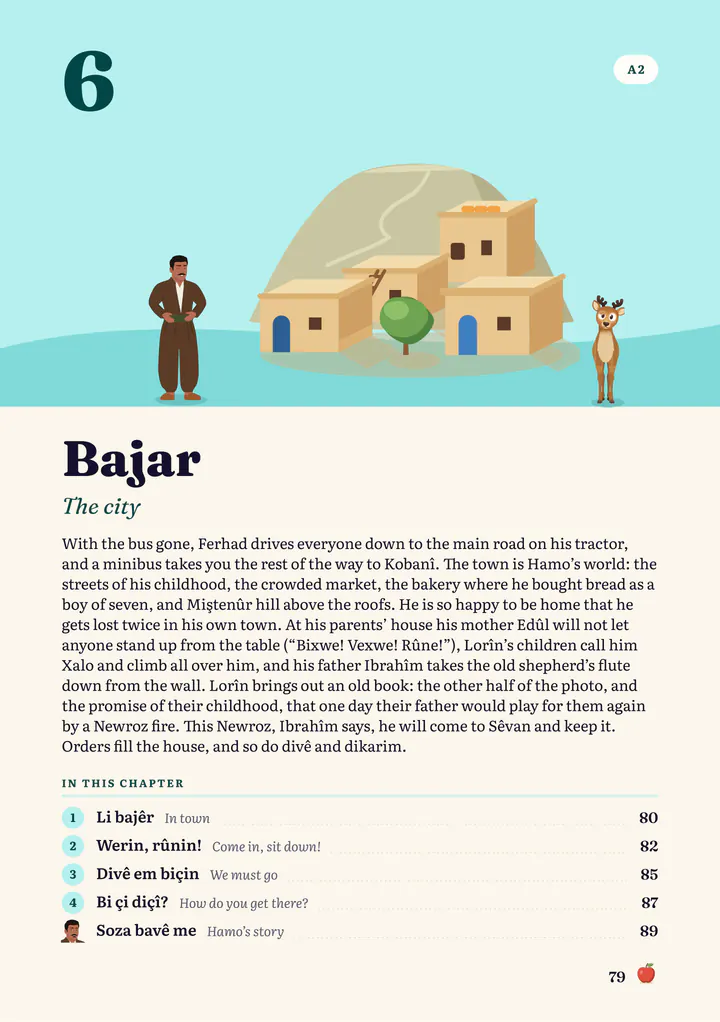 6
A2
Bajar
The city
With the bus gone, Ferhad drives everyone down to the main road on his tractor,
and a minibus takes you the rest of the way to Kobanî. The town is Hamo’s world: the
streets of his childhood, the crowded market, the bakery where he bought bread as a
boy of seven, and Miştenûr hill above the roofs. He is so happy to be home that he
gets lost twice in his own town. At his parents’ house his mother Edûl will not let
anyone stand up from the table (“Bixwe! Vexwe! Rûne!”), Lorîn’s children call him
Xalo and climb all over him, and his father Ibrahîm takes the old shepherd’s flute
down from the wall. Lorîn brings out an old book: the other half of the photo, and
the promise of their childhood, that one day their father would play for them again
by a Newroz fire. This Newroz, Ibrahîm says, he will come to Sêvan and keep it.
Orders fill the house, and so do divê and dikarim.
IN THIS CHAPTER
1 Li bajêr In town 80
2 Werin, rûnin! Come in, sit down! 82
3 Divê em biçin We must go 85
4 Bi çi diçî? How do you get there? 87
Soza bavê me Hamo’s story 89
79